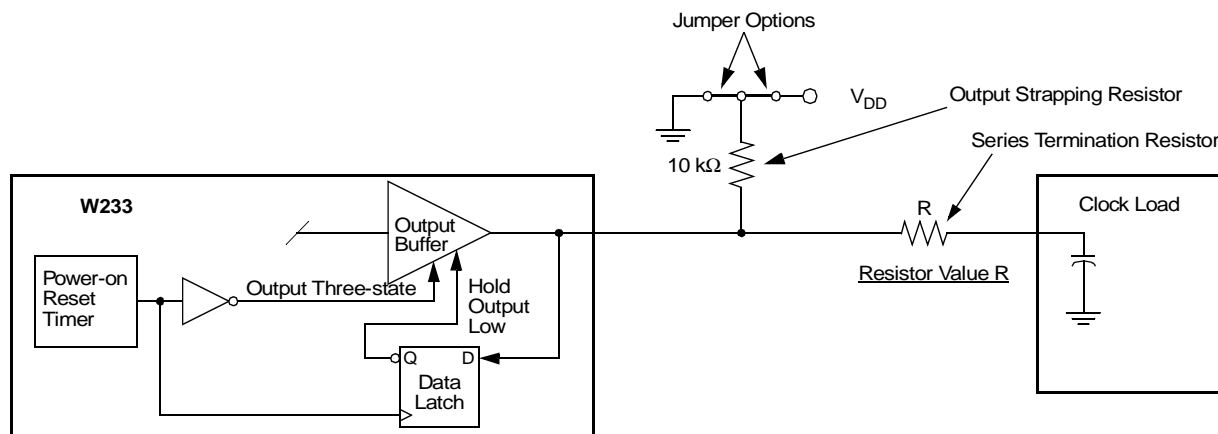 Jumper Options
V_DD
Output Strapping Resistor
10 kΩ
Series Termination Resistor
W233
Output
Buffer
R
Clock Load
Resistor Value R
Power-on
Reset
Timer
Output Three-state
Hold
Output
Low
Q
D
Data
Latch